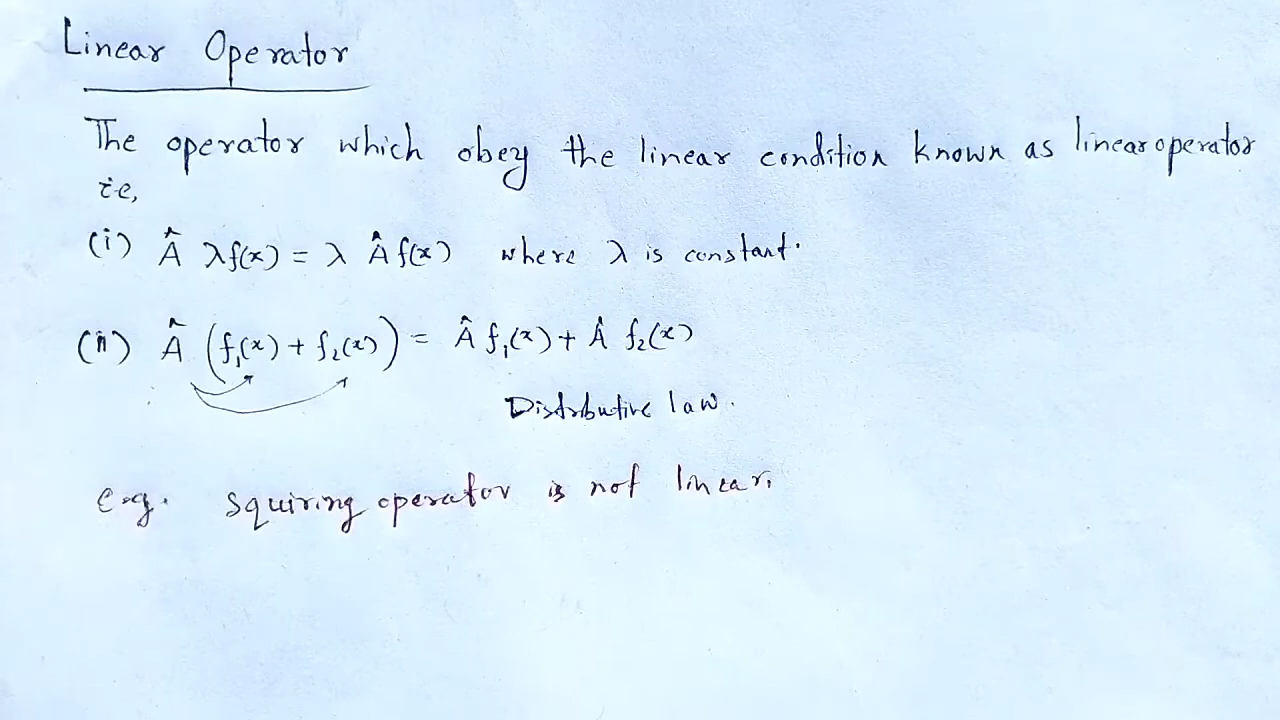 Linear Operator
The operator which obey the linear condition known as linear operator
ie,
(i) Â λf(x) = λ Â f(x) where λ is constant.
(ii) Â (f₁(x) + f₂(x)) = Â f₁(x) + Â f₂(x)
Distributive law.
e.g. squiring operator is not linear.